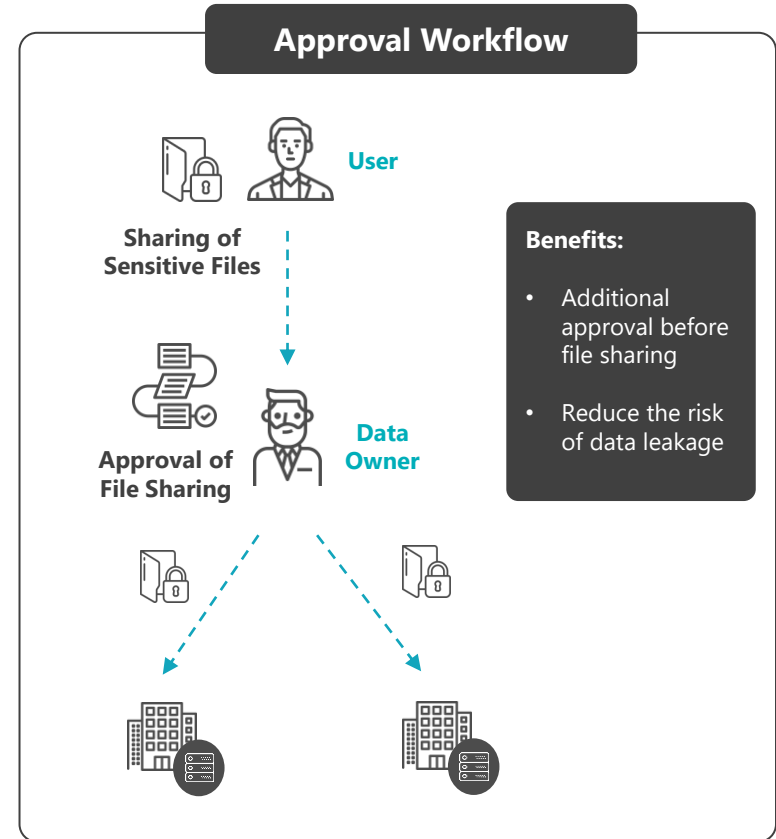 Approval Workflow
User
Sharing of
Sensitive Files
Data
Owner
Approval of
File Sharing
Benefits:
• Additional
approval before
file sharing
• Reduce the risk
of data leakage